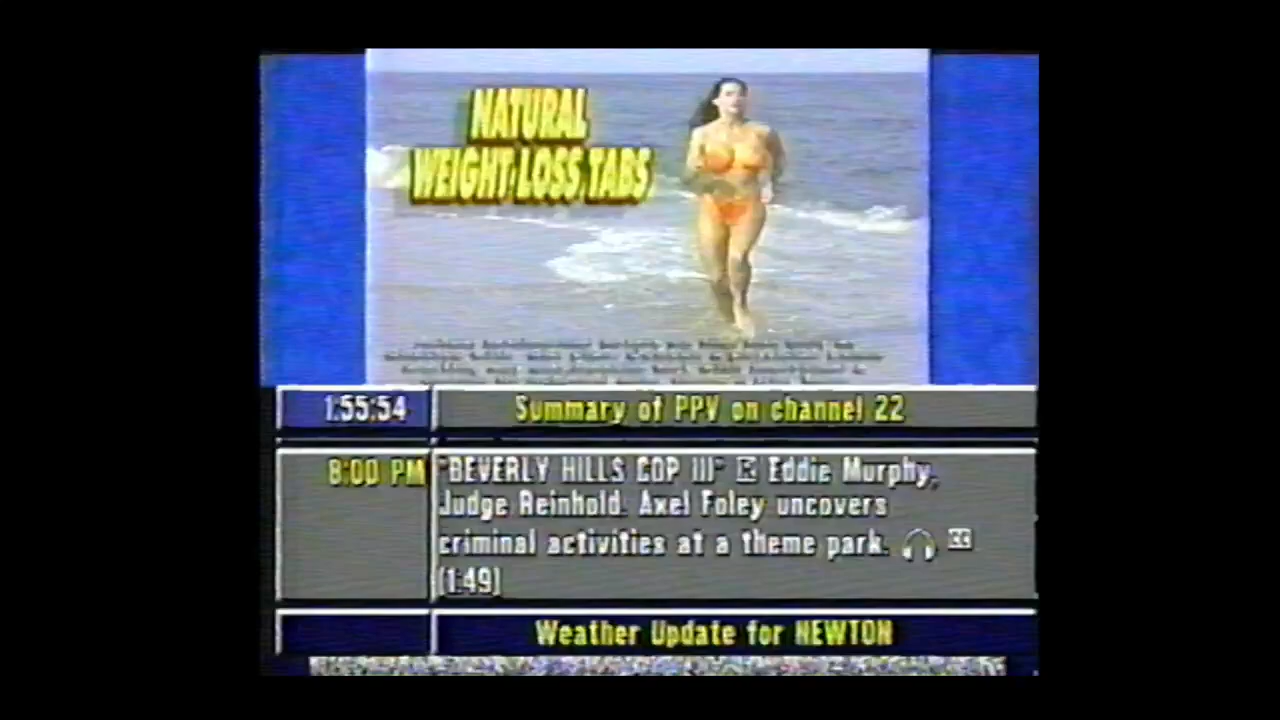 NATURAL
WEIGHT LOSS TABS
1:55:54
Summary of PPV on channel 22
8:00 PM
"BEVERLY HILLS COP III" R Eddie Murphy,
Judge Reinhold. Axel Foley uncovers
criminal activities at a theme park. CC
(1:49)
Weather Update for NEWTON